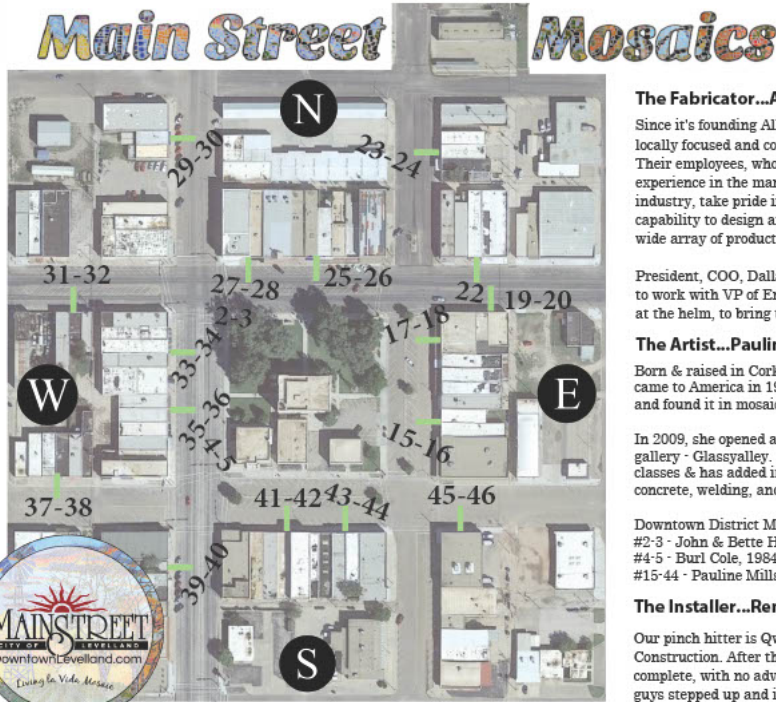 Main Street Mosaics
N
29-30
23-24
31-32
27-28
25-26
22
19-20
2-3
17-18
33-34
W
E
35-36
4-5
15-16
37-38
41-42
43-44
45-46
39-40
S
MAINSTREET
CITY OF LEVELLAND
DowntownLevelland.com
Living la Vida Mosaic
The Fabricator...A
Since it's founding Al
locally focused and co
Their employees, who
experience in the man
industry, take pride i
capability to design a
wide array of product
President, COO, Dalla
to work with VP of En
at the helm, to bring t
The Artist...Paulin
Born & raised in Cork
came to America in 19
and found it in mosaic
In 2009, she opened a
gallery - Glassyalley.
classes & has added i
concrete, welding, and
Downtown District M
#2-3 - John & Bette H
#4-5 - Burl Cole, 1984
#15-44 - Pauline Mills
The Installer...Ren
Our pinch hitter is Qu
Construction. After th
complete, with no adv
guys stepped up and i